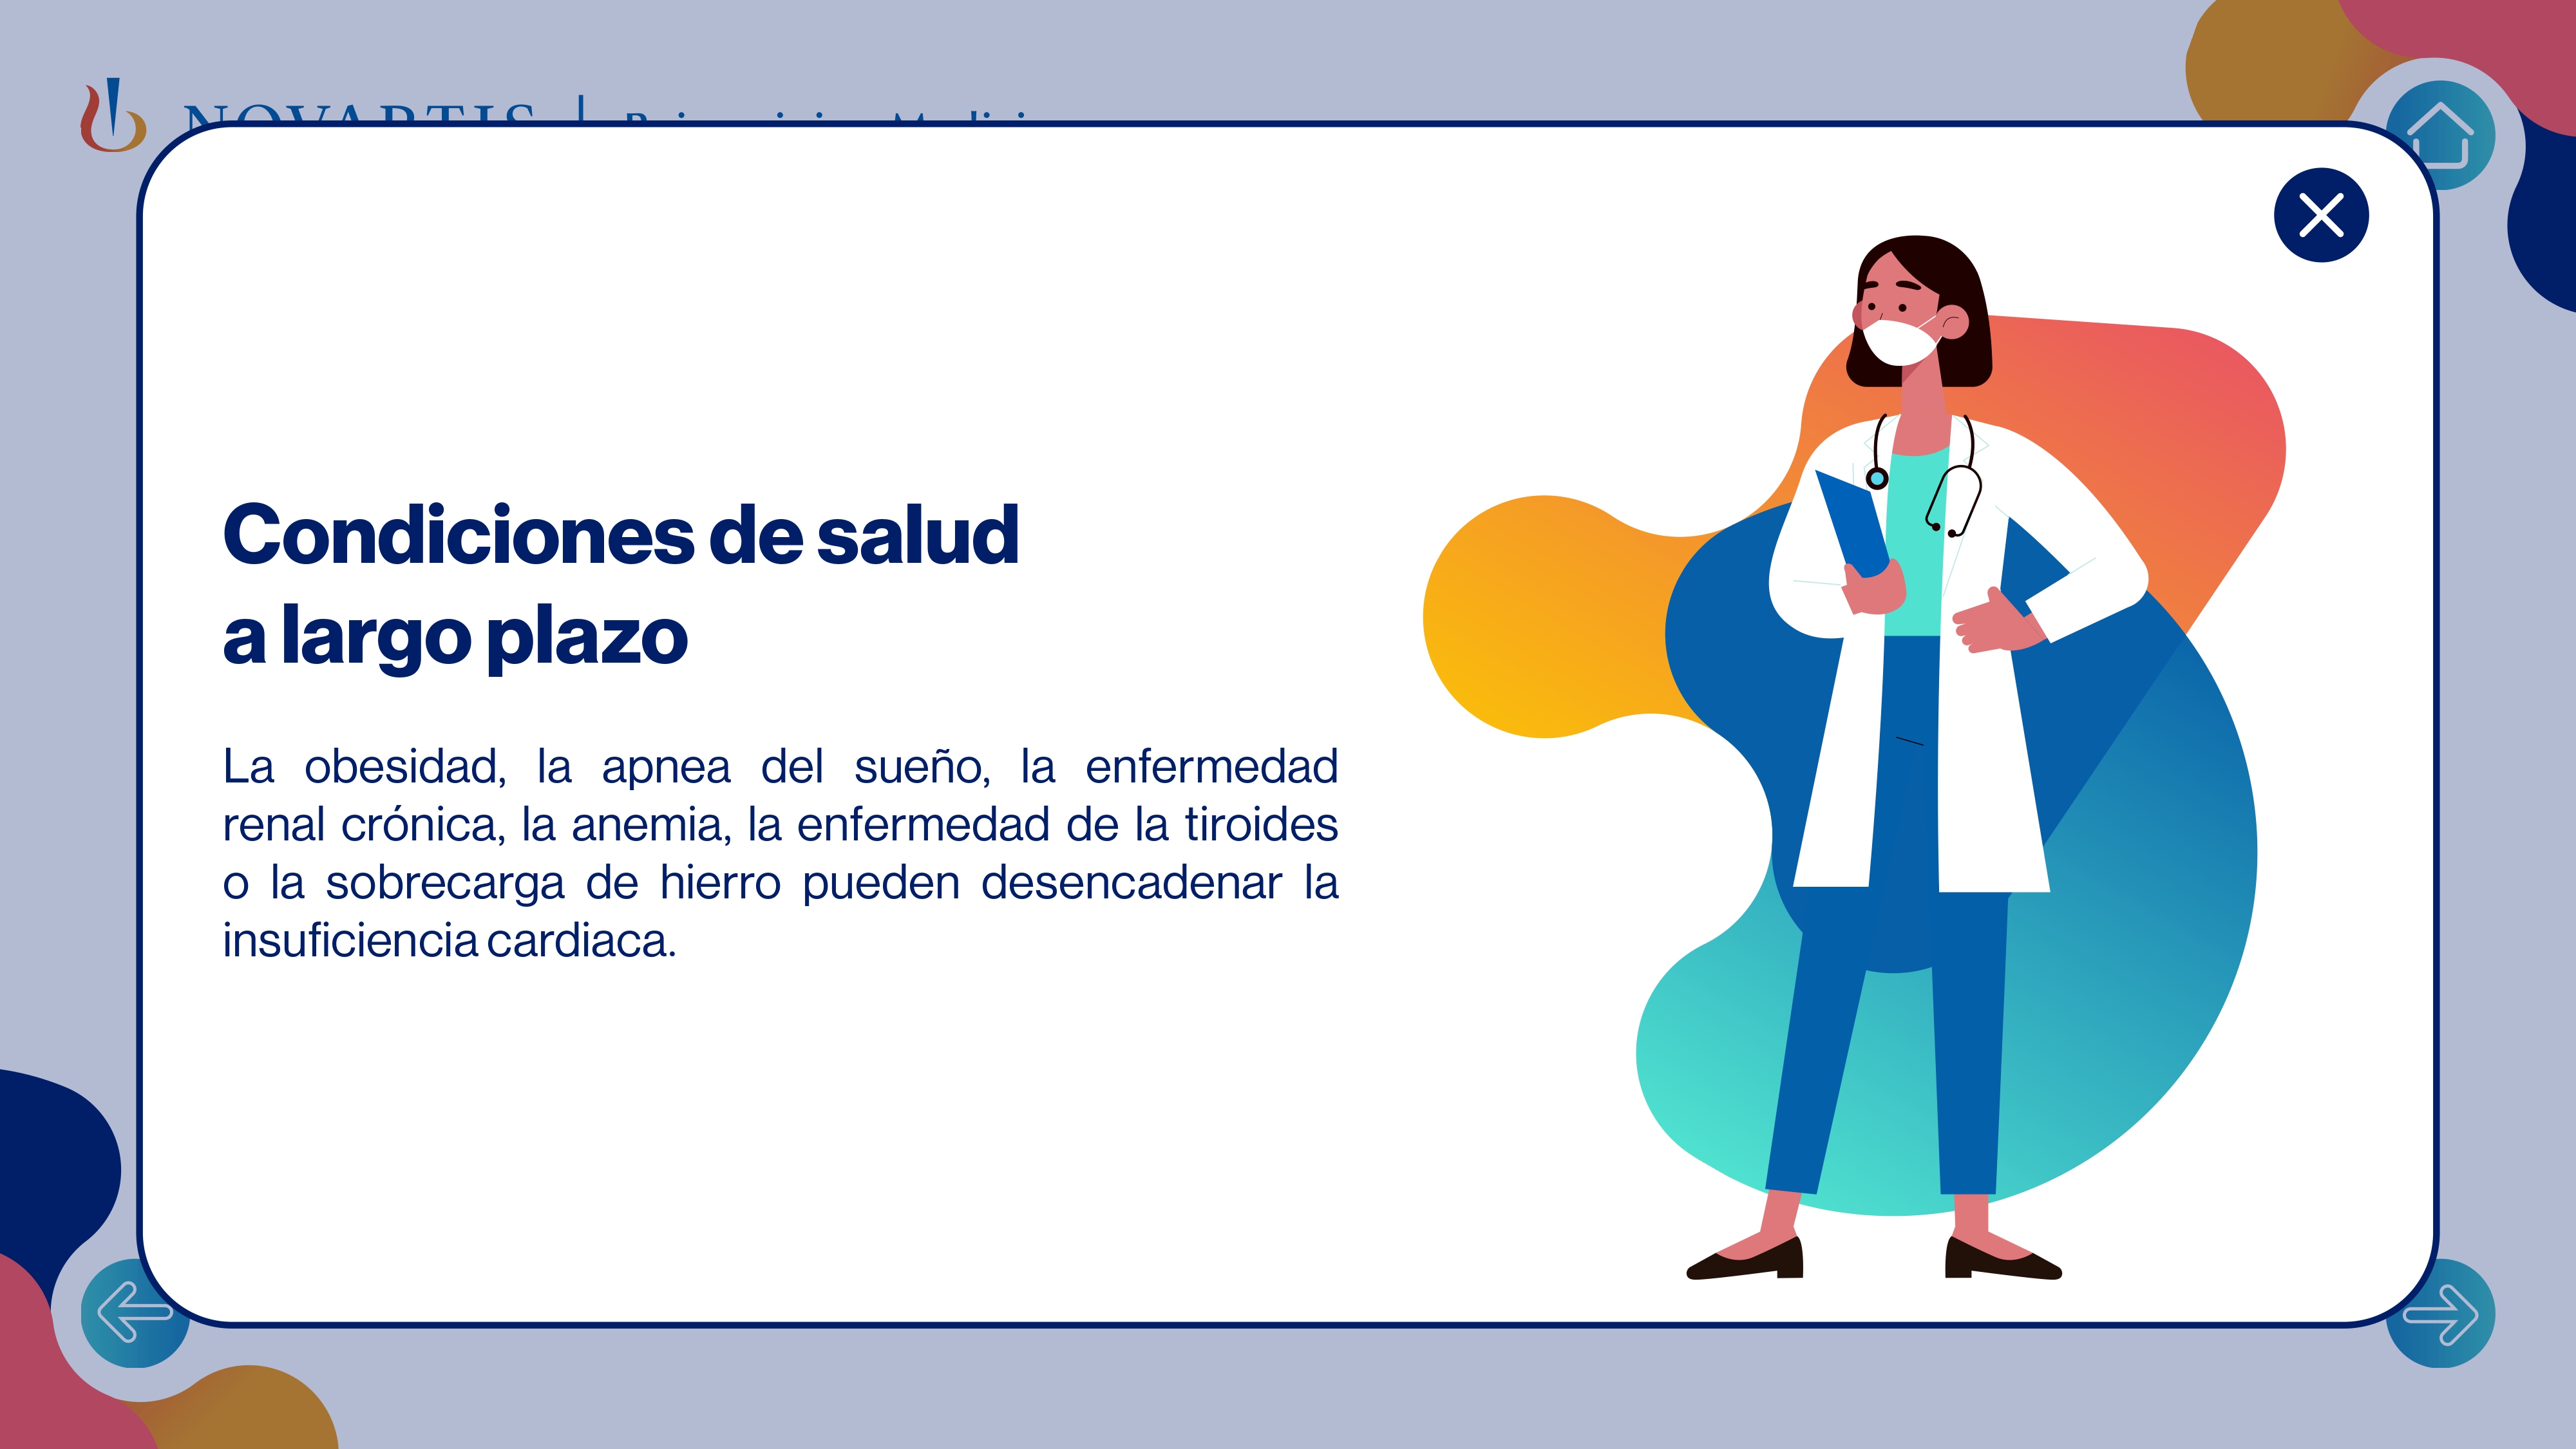 NOVARTIS
Condiciones de salud
a largo plazo
La obesidad, la apnea del sueño, la enfermedad
renal crónica, la anemia, la enfermedad de la tiroides
o la sobrecarga de hierro pueden desencadenar la
insuficiencia cardiaca.